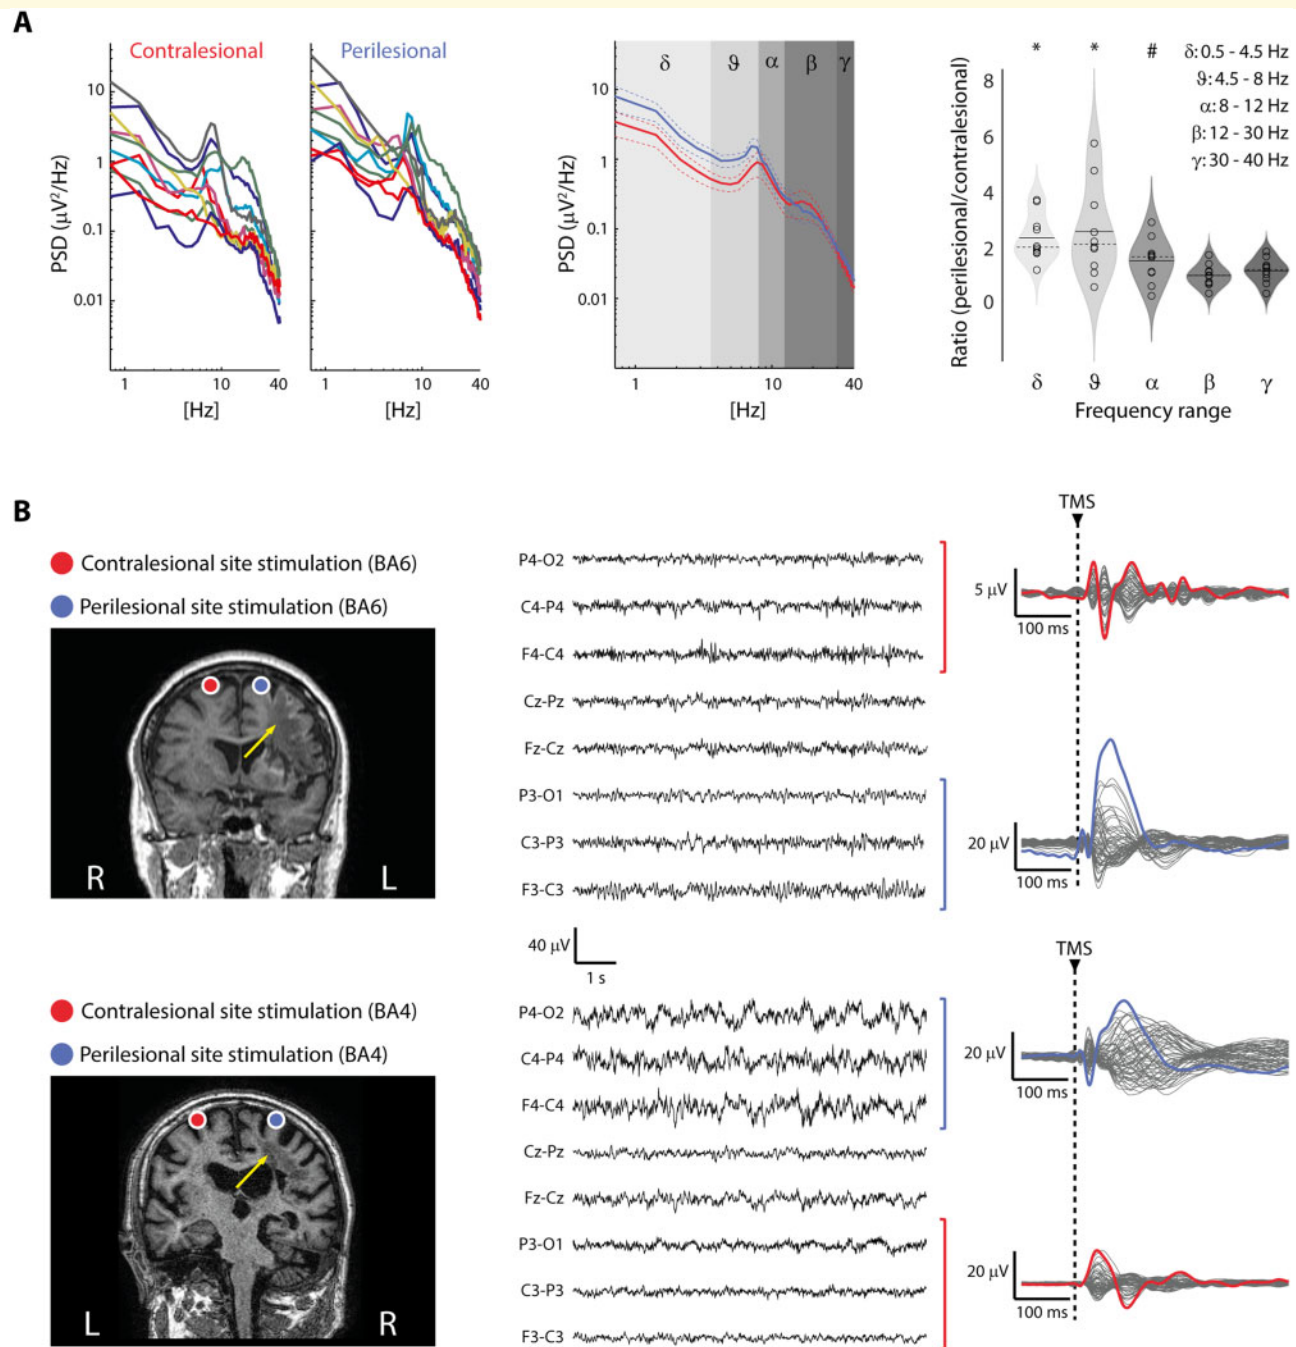 A
Contralesional
Perilesional
PSD (μV²/Hz)
10
1
0.1
0.01
1
10
40
[Hz]
1
10
40
[Hz]
δ
ϑ
α
β
γ
PSD (μV²/Hz)
10
1
0.1
0.01
1
10
40
[Hz]
Ratio (perilesional/contralesional)
8
6
4
2
0
*
*
#
δ: 0.5 - 4.5 Hz
ϑ: 4.5 - 8 Hz
α: 8 - 12 Hz
β: 12 - 30 Hz
γ: 30 - 40 Hz
δ
ϑ
α
β
γ
Frequency range
B
Contralesional site stimulation (BA6)
Perilesional site stimulation (BA6)
R
L
P4-O2
C4-P4
F4-C4
Cz-Pz
Fz-Cz
P3-O1
C3-P3
F3-C3
40 μV
1 s
TMS
5 μV
100 ms
20 μV
100 ms
Contralesional site stimulation (BA4)
Perilesional site stimulation (BA4)
L
R
P4-O2
C4-P4
F4-C4
Cz-Pz
Fz-Cz
P3-O1
C3-P3
F3-C3
TMS
20 μV
100 ms
20 μV
100 ms